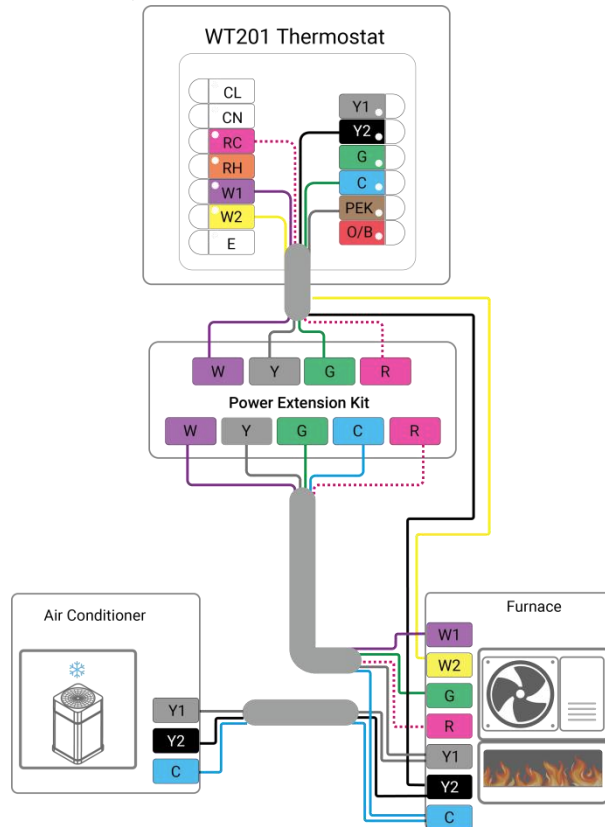 WT201 Thermostat
CL
CN
RC
RH
W1
W2
E
Y1
Y2
G
C
PEK
O/B
W Y G R
Power Extension Kit
W Y G C R
Air Conditioner
Y1
Y2
C
Furnace
W1
W2
G
R
Y1
Y2
C